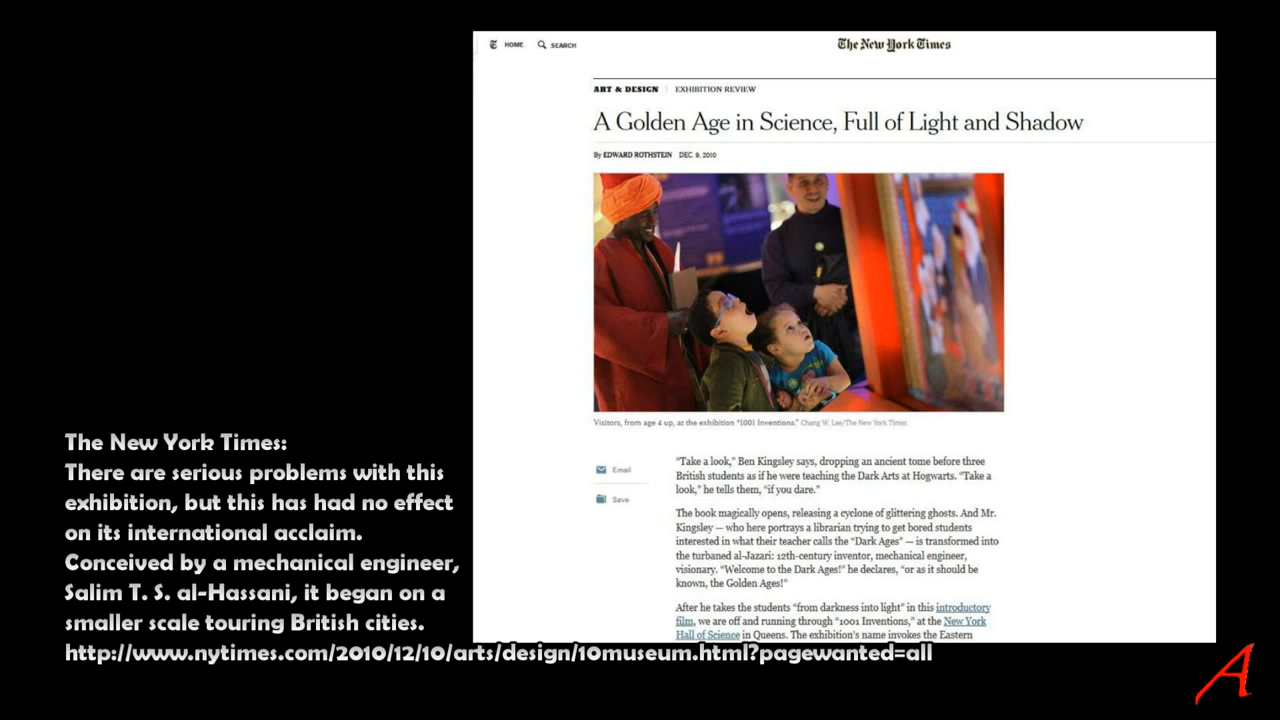 HOME SEARCH The New York Times
ART & DESIGN | EXHIBITION REVIEW
A Golden Age in Science, Full of Light and Shadow
By EDWARD ROTHSTEIN DEC. 9, 2010
Visitors, from age 4 up, at the exhibition “1001 Inventions.” Chang W. Lee/The New York Times
Email
Save
“Take a look,” Ben Kingsley says, dropping an ancient tome before three
British students as if he were teaching the Dark Arts at Hogwarts. “Take a
look,” he tells them, “if you dare.”
The book magically opens, releasing a cyclone of glittering ghosts. And Mr.
Kingsley — who here portrays a librarian trying to get bored students
interested in what their teacher calls the “Dark Ages” — is transformed into
the turbaned al-Jazari: 12th-century inventor, mechanical engineer,
visionary. “Welcome to the Dark Ages!” he declares, “or as it should be
known, the Golden Ages!”
After he takes the students “from darkness into light” in this introductory
film, we are off and running through “1001 Inventions,” at the New York
Hall of Science in Queens. The exhibition’s name invokes the Eastern
The New York Times:
There are serious problems with this
exhibition, but this has had no effect
on its international acclaim.
Conceived by a mechanical engineer,
Salim T. S. al-Hassani, it began on a
smaller scale touring British cities.
http://www.nytimes.com/2010/12/10/arts/design/10museum.html?pagewanted=all
A